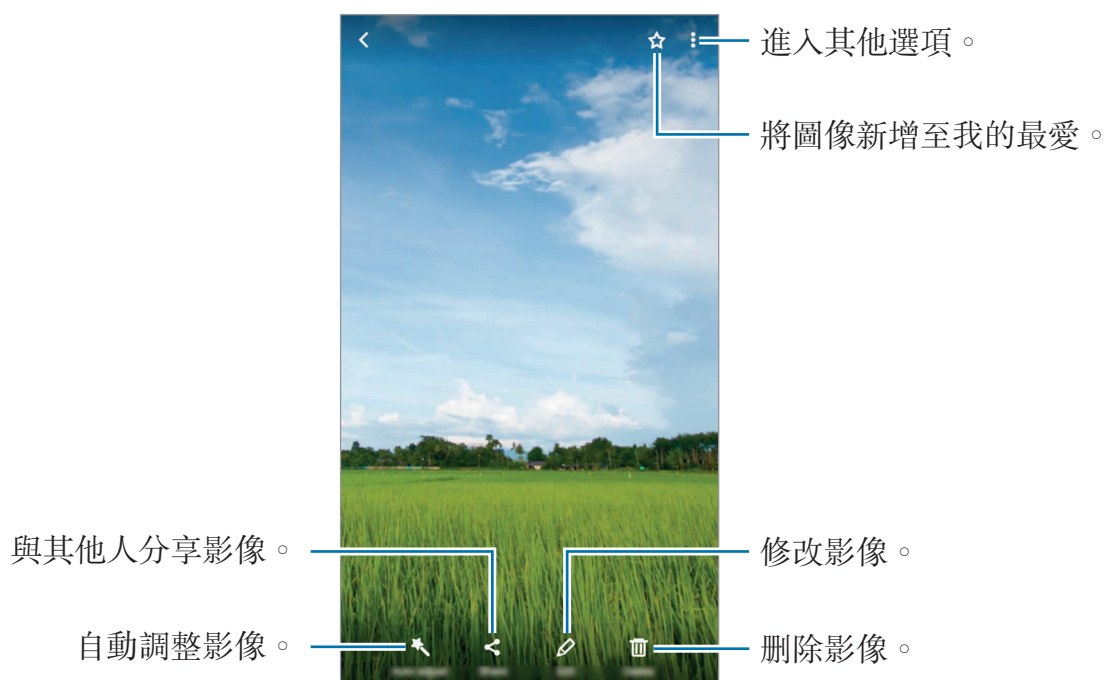 進入其他選項。
將圖像新增至我的最愛。
與其他人分享影像。
修改影像。
自動調整影像。
刪除影像。